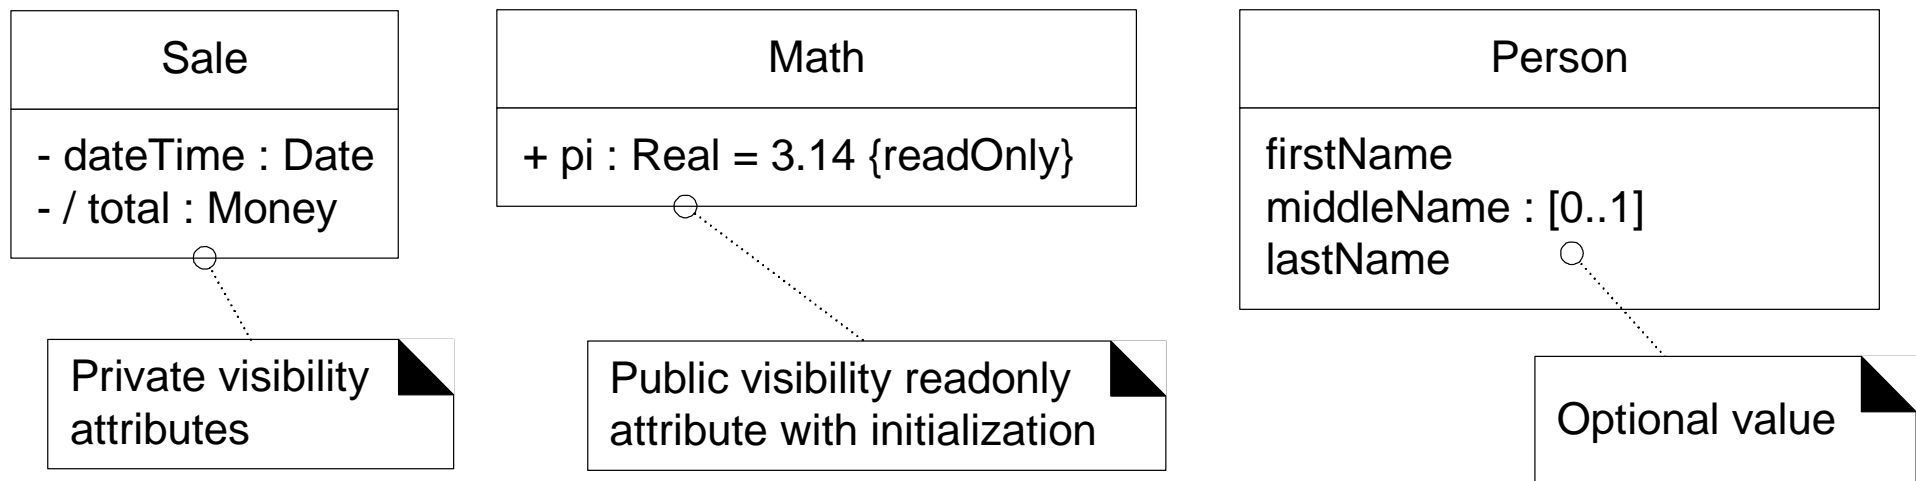 Sale
- dateTime : Date
- / total : Money
Private visibility
attributes
Math
+ pi : Real = 3.14 {readOnly}
Public visibility readonly
attribute with initialization
Person
firstName
middleName : [0..1]
lastName
Optional value